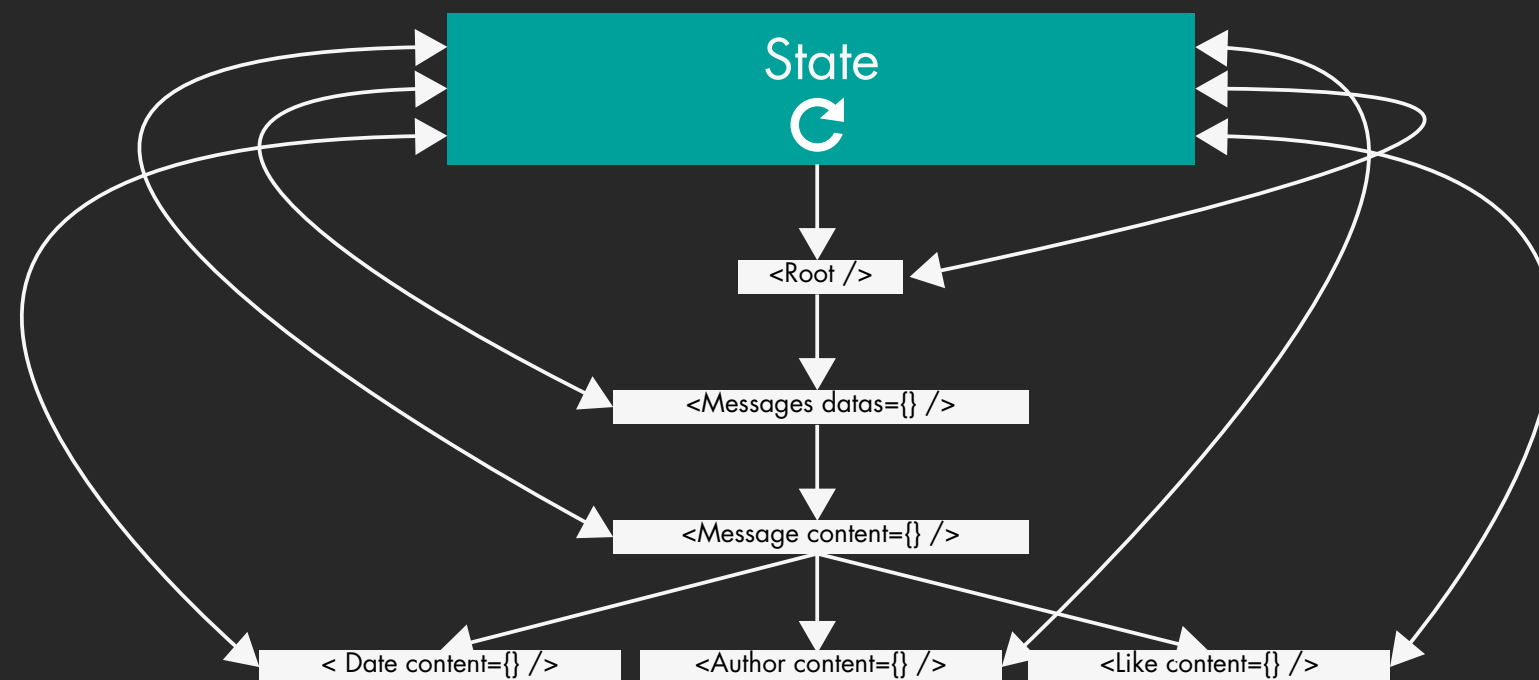 State
<Root />
<Messages datas={} />
<Message content={} />
< Date content={} />
<Author content={} />
<Like content={} />